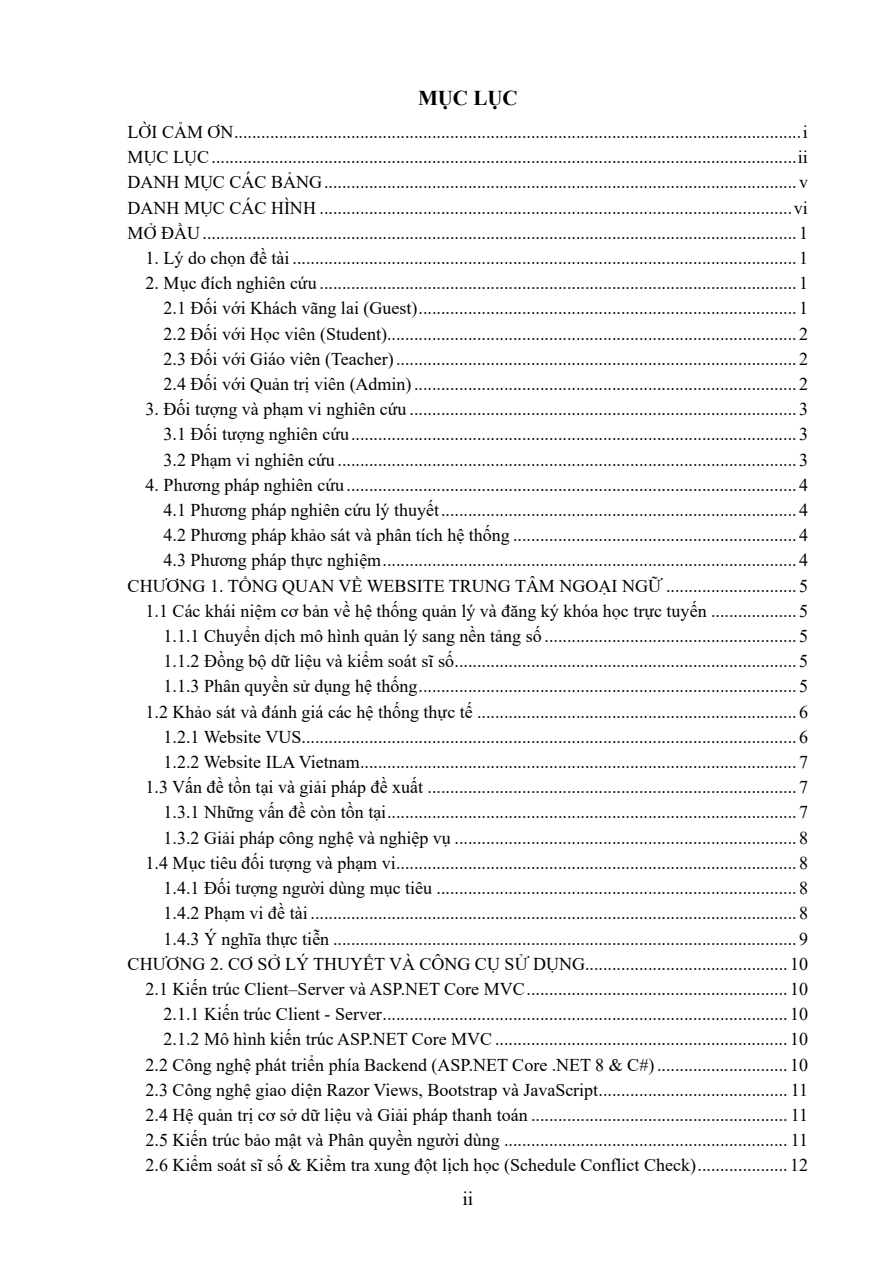 MỤC LỤC
LỜI CẢM ƠN i
MỤC LỤC ii
DANH MỤC CÁC BẢNG v
DANH MỤC CÁC HÌNH vi
MỞ ĐẦU 1
1. Lý do chọn đề tài 1
2. Mục đích nghiên cứu 1
2.1 Đối với Khách vãng lai (Guest) 1
2.2 Đối với Học viên (Student) 2
2.3 Đối với Giáo viên (Teacher) 2
2.4 Đối với Quản trị viên (Admin) 2
3. Đối tượng và phạm vi nghiên cứu 3
3.1 Đối tượng nghiên cứu 3
3.2 Phạm vi nghiên cứu 3
4. Phương pháp nghiên cứu 4
4.1 Phương pháp nghiên cứu lý thuyết 4
4.2 Phương pháp khảo sát và phân tích hệ thống 4
4.3 Phương pháp thực nghiệm 4
CHƯƠNG 1. TỔNG QUAN VỀ WEBSITE TRUNG TÂM NGOẠI NGỮ 5
1.1 Các khái niệm cơ bản về hệ thống quản lý và đăng ký khóa học trực tuyến 5
1.1.1 Chuyển dịch mô hình quản lý sang nền tảng số 5
1.1.2 Đồng bộ dữ liệu và kiểm soát sĩ số 5
1.1.3 Phân quyền sử dụng hệ thống 5
1.2 Khảo sát và đánh giá các hệ thống thực tế 6
1.2.1 Website VUS 6
1.2.2 Website ILA Vietnam 7
1.3 Vấn đề tồn tại và giải pháp đề xuất 7
1.3.1 Những vấn đề còn tồn tại 7
1.3.2 Giải pháp công nghệ và nghiệp vụ 8
1.4 Mục tiêu đối tượng và phạm vi 8
1.4.1 Đối tượng người dùng mục tiêu 8
1.4.2 Phạm vi đề tài 8
1.4.3 Ý nghĩa thực tiễn 9
CHƯƠNG 2. CƠ SỞ LÝ THUYẾT VÀ CÔNG CỤ SỬ DỤNG 10
2.1 Kiến trúc Client–Server và ASP.NET Core MVC 10
2.1.1 Kiến trúc Client - Server 10
2.1.2 Mô hình kiến trúc ASP.NET Core MVC 10
2.2 Công nghệ phát triển phía Backend (ASP.NET Core .NET 8 & C#) 10
2.3 Công nghệ giao diện Razor Views, Bootstrap và JavaScript 11
2.4 Hệ quản trị cơ sở dữ liệu và Giải pháp thanh toán 11
2.5 Kiến trúc bảo mật và Phân quyền người dùng 11
2.6 Kiểm soát sĩ số & Kiểm tra xung đột lịch học (Schedule Conflict Check) 12
ii